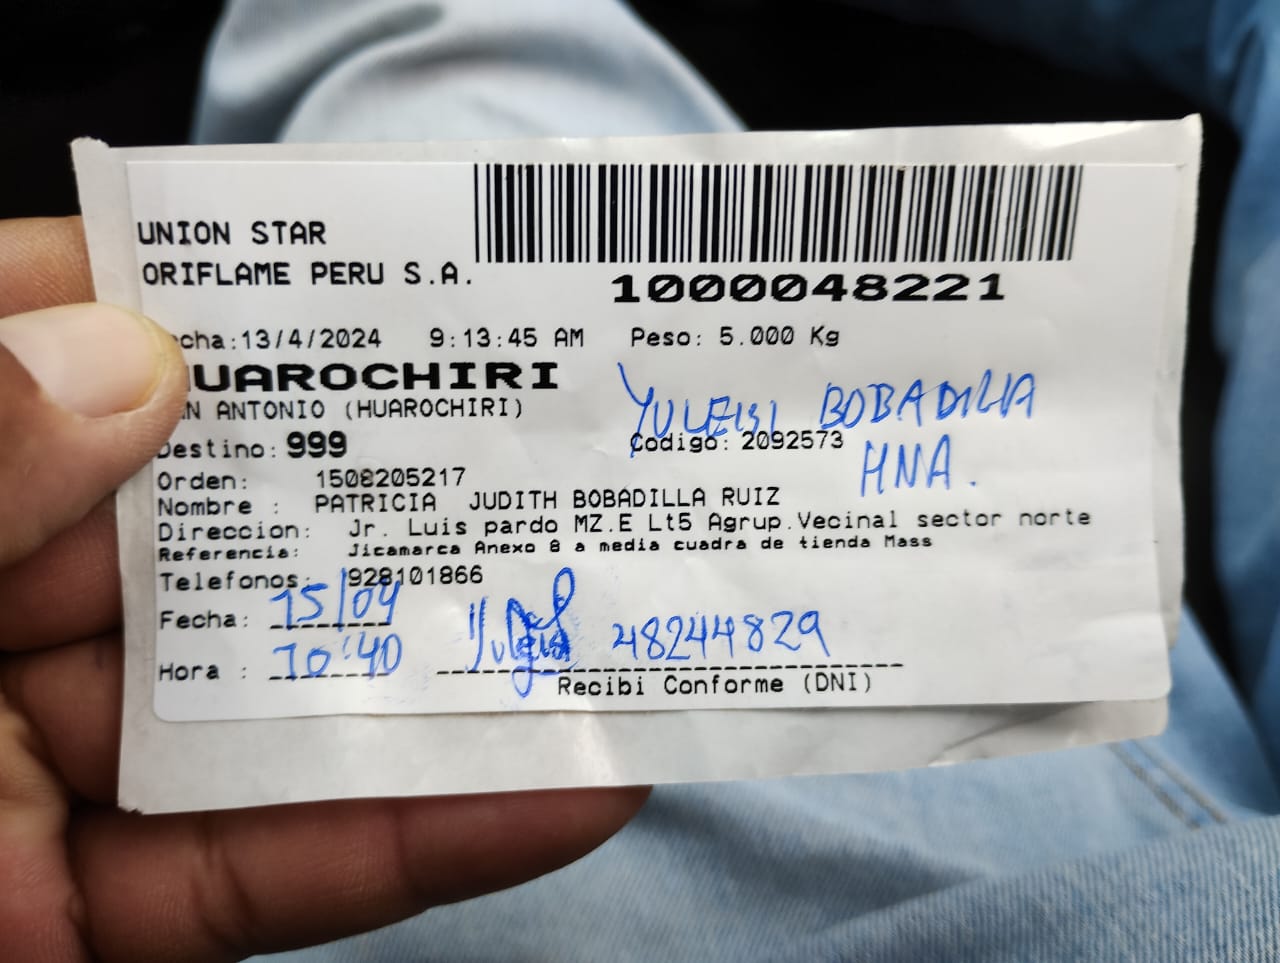 UNION STAR
ORIFLAME PERU S.A.
1000048221
cha:13/4/2024 9:13:45 AM Peso: 5.000 Kg
HUAROCHIRI
AN ANTONIO (HUAROCHIRI)
YULEISI BOBADILLA
Destino: 999 Codigo: 2092573
HNA.
Orden: 1508205217
Nombre : PATRICIA JUDITH BOBADILLA RUIZ
Direccion: Jr. Luis pardo MZ.E Lt5 Agrup.Vecinal sector norte
Referencia: Jicamarca Anexo 8 a media cuadra de tienda Mass
Telefonos: 928101866
Fecha: 15/04
Hora : 10:40 48244829
Recibi Conforme (DNI)